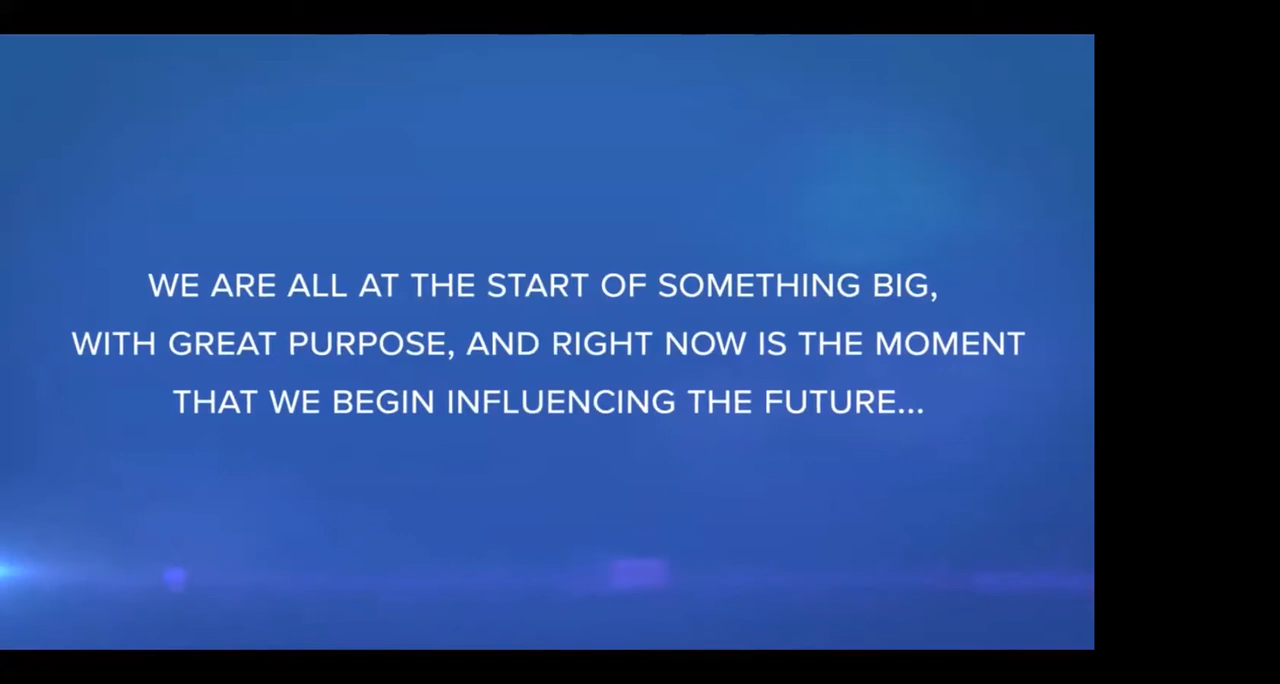 WE ARE ALL AT THE START OF SOMETHING BIG,
WITH GREAT PURPOSE, AND RIGHT NOW IS THE MOMENT
THAT WE BEGIN INFLUENCING THE FUTURE...